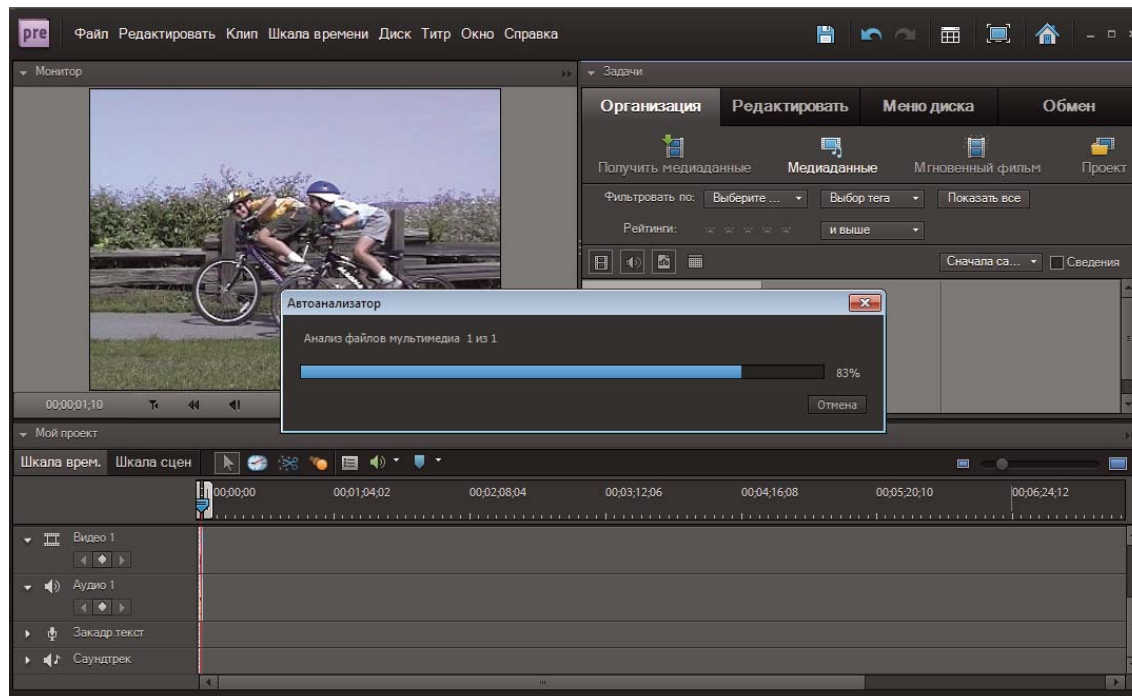 pre Файл Редактировать Клип Шкала времени Диск Титр Окно Справка
Монитор
Задачи
Организация Редактировать Меню диска Обмен
Получить медиаданные Медиаданные Мгновенный фильм Проект
Фильтровать по: Выберите ... Выбор тега Показать все
Рейтинги: и выше
Сначала са... Сведения
Автоанализатор
Анализ файлов мультимедиа 1 из 1
83%
Отмена
00;00;01;10
Мой проект
Шкала врем. Шкала сцен
00;00;00 00;01;04;02 00;02;08;04 00;03;12;06 00;04;16;08 00;05;20;10 00;06;24;12
Видео 1
Аудио 1
Закадр.текст
Саундтрек